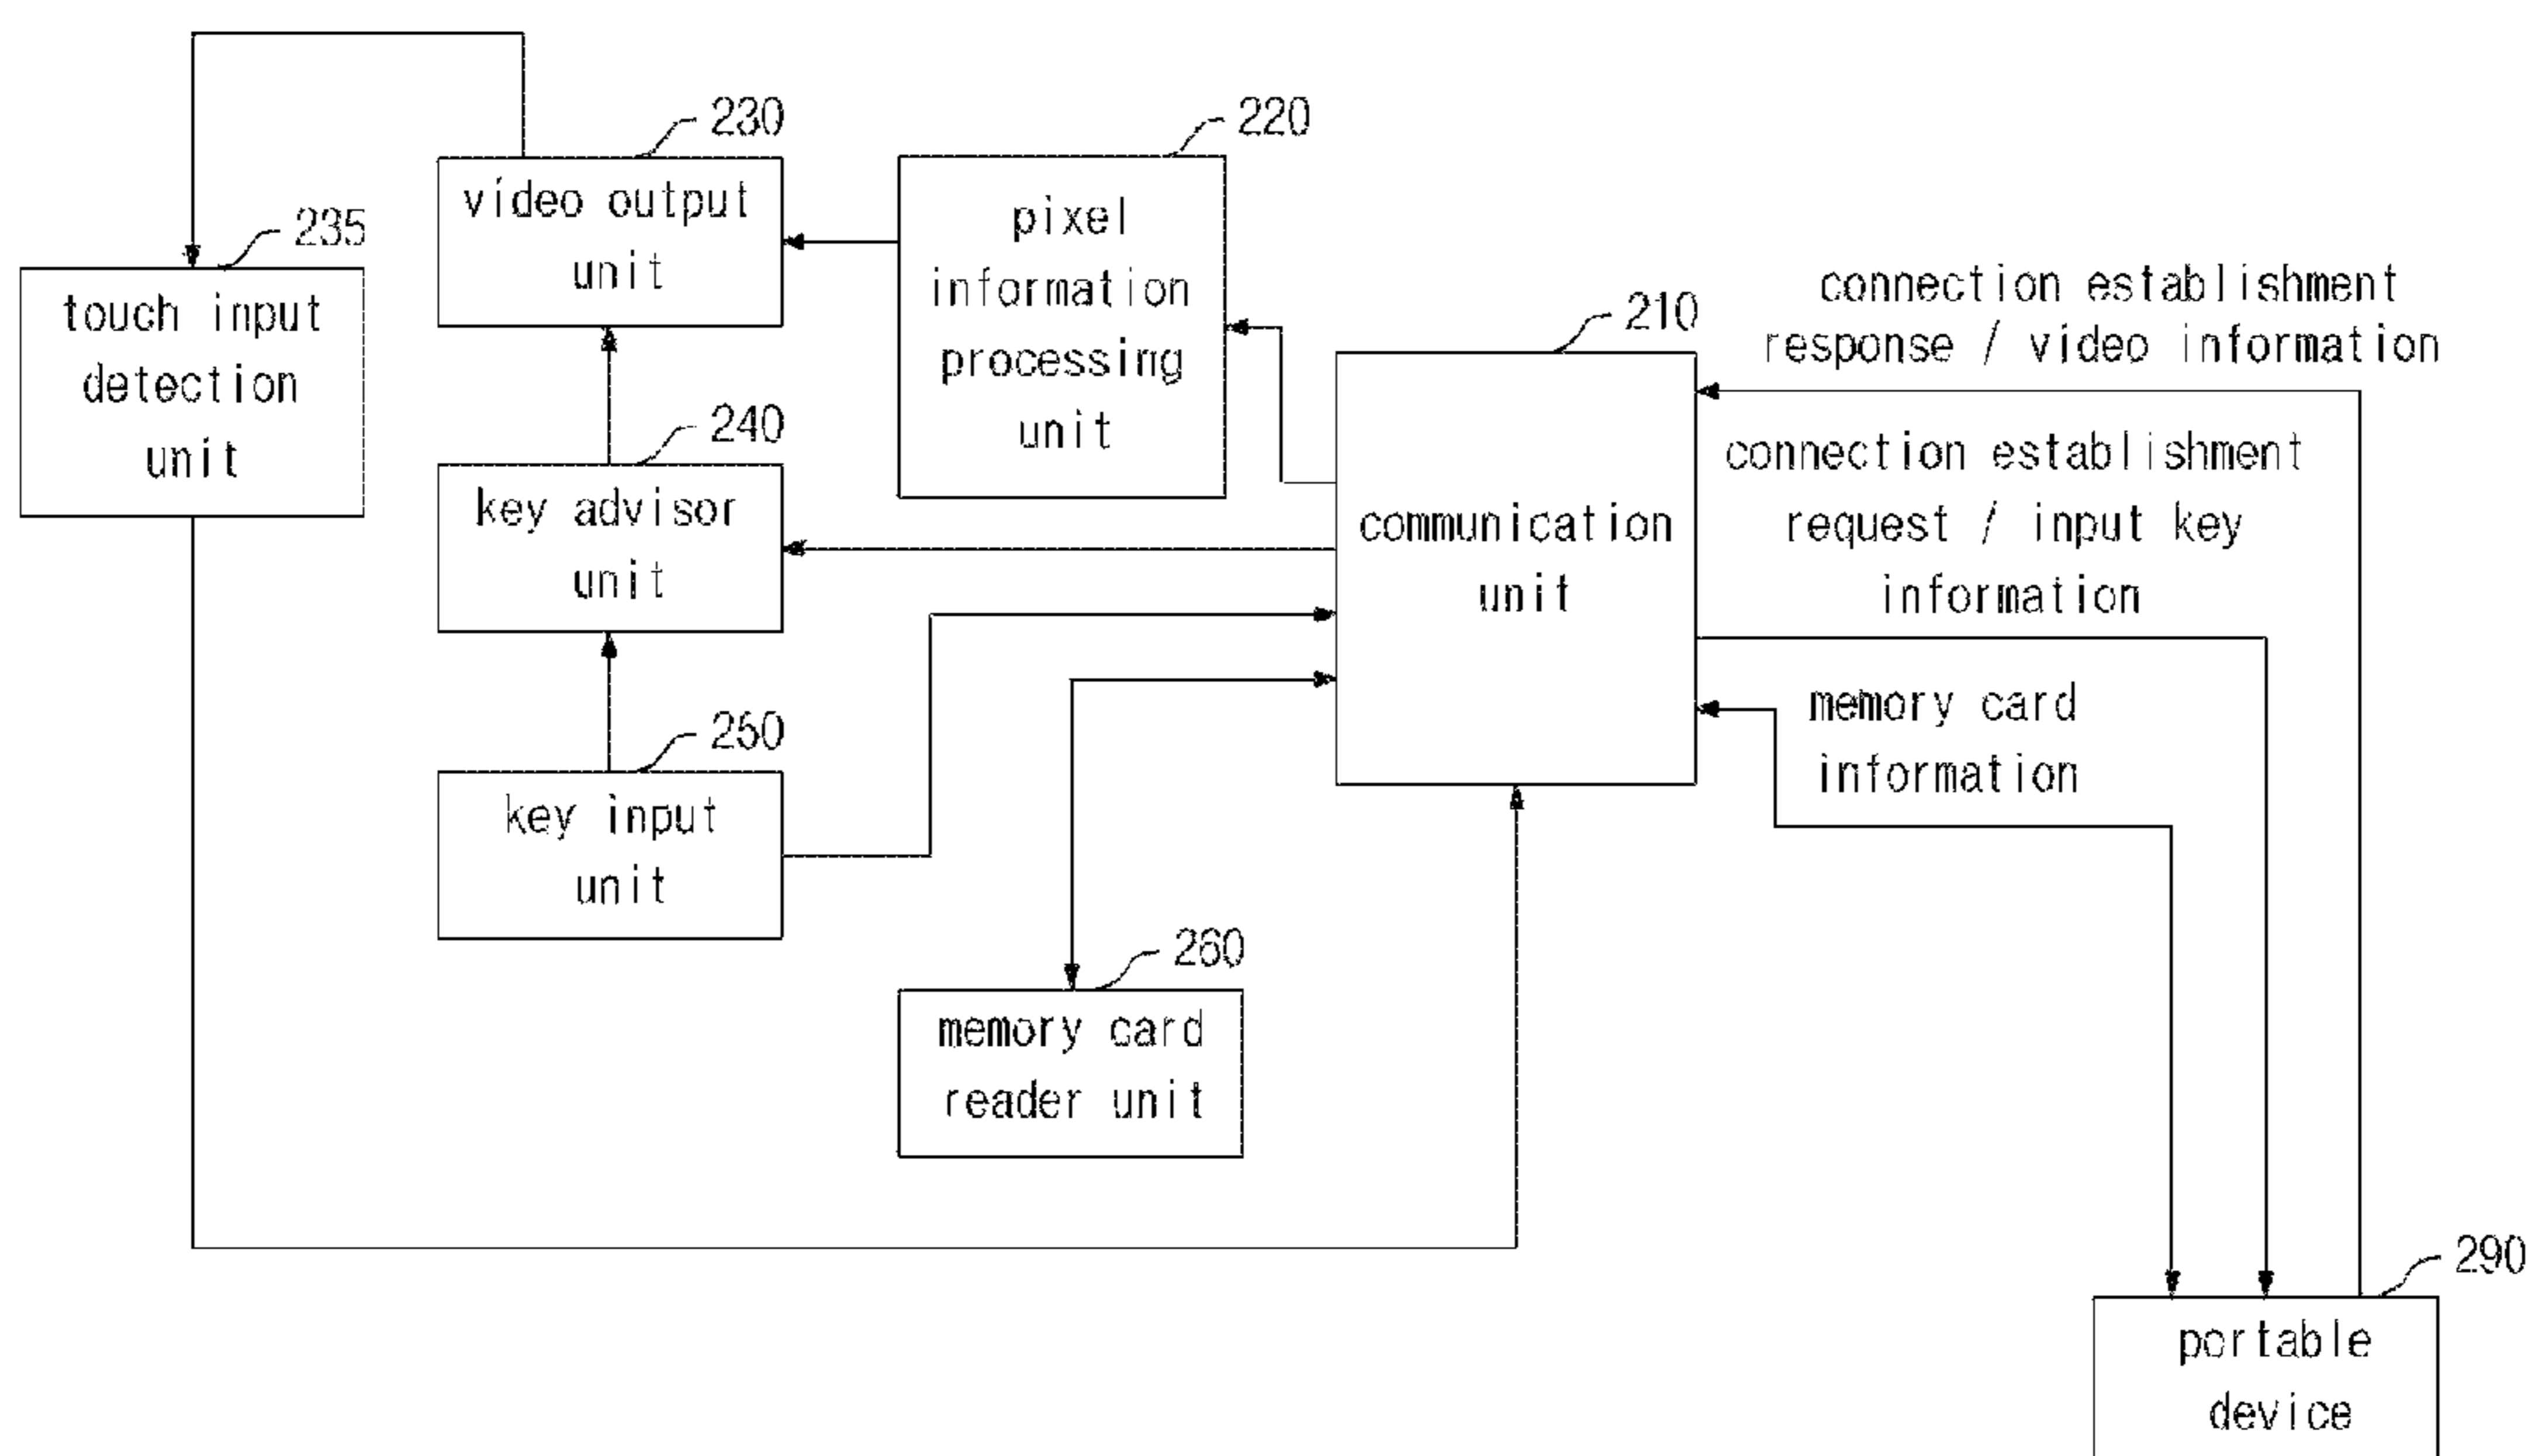 230
video output
unit
220
pixel
information
processing
unit
235
touch input
detection
unit
210
communication
unit
connection establishment
response / video information
connection establishment
request / input key
information
240
key advisor
unit
memory card
information
250
key input
unit
260
memory card
reader unit
290
portable
device